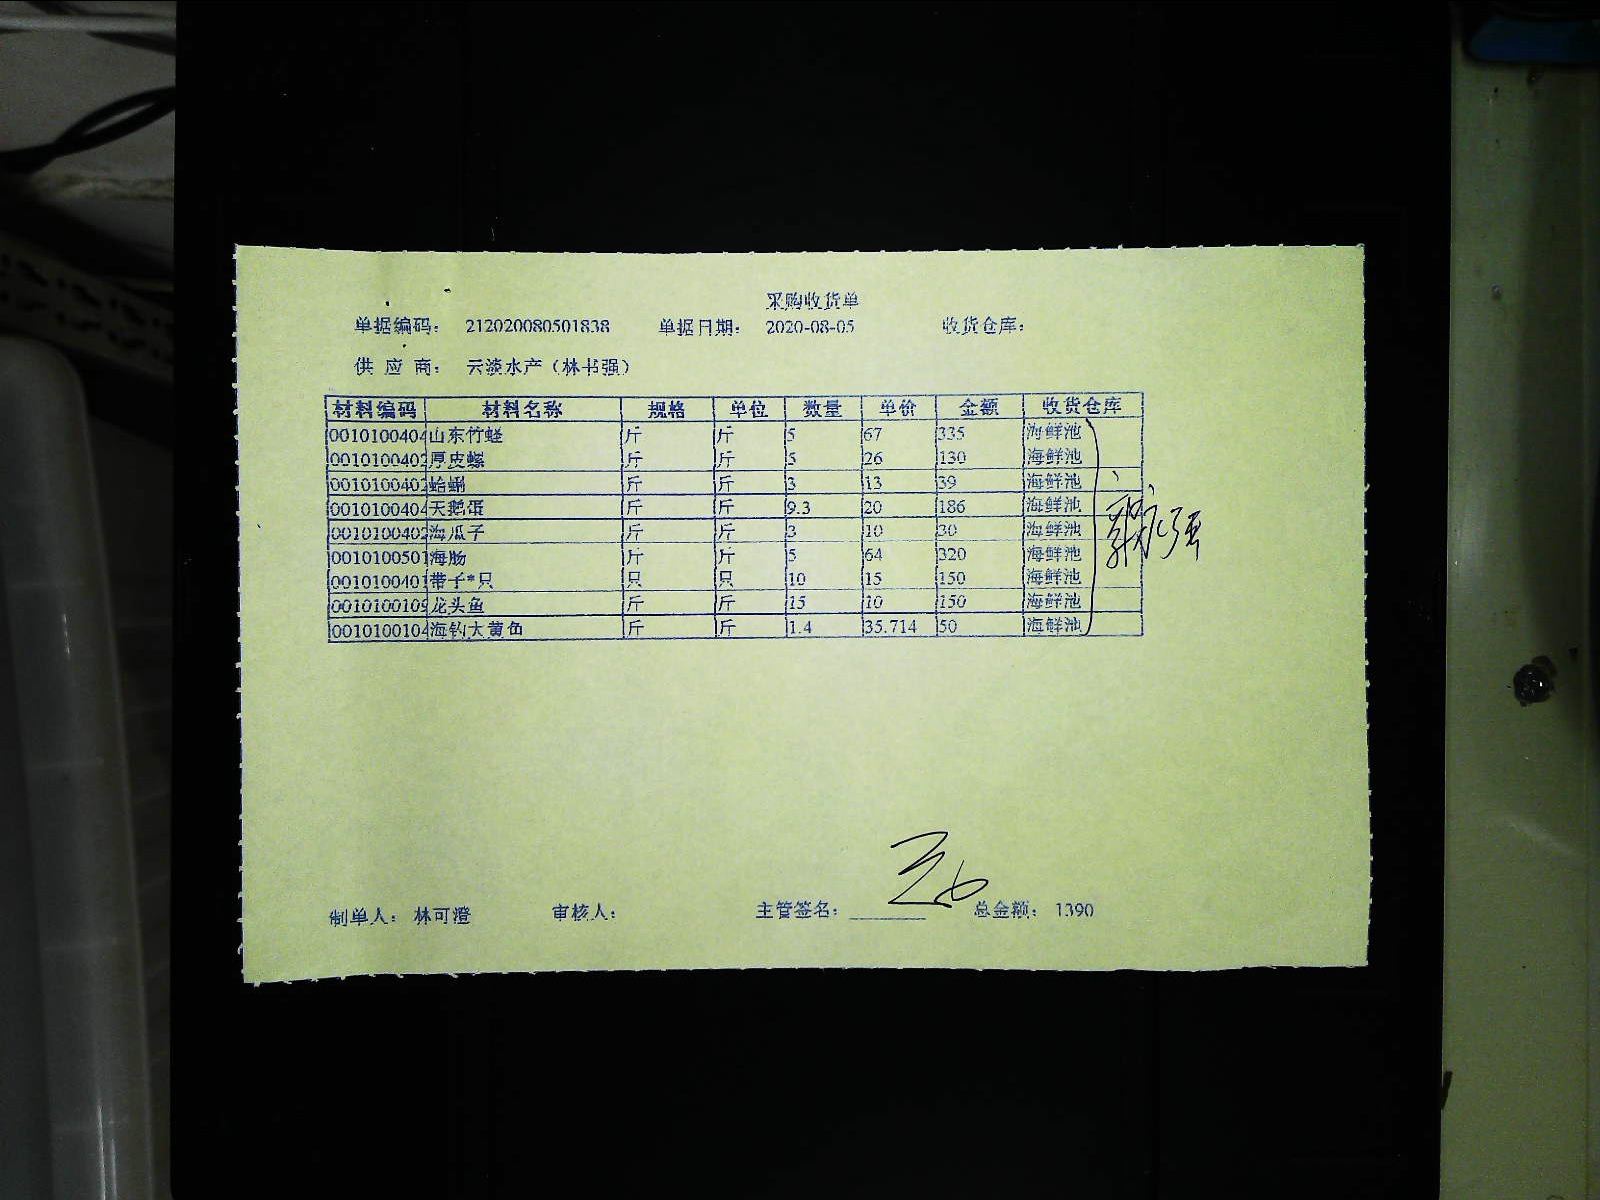 采购收货单
单据编码： 212020080501838 单据日期： 2020-08-05 收货仓库：
供 应 商： 云淡水产（林书强）
材料编码 材料名称 规格 单位 数量 单价 金额 收货仓库
0010100404 山东竹蛏 斤 斤 5 67 335 海鲜池
0010100402 厚皮螺 斤 斤 5 26 130 海鲜池
0010100402 蛤蜊 斤 斤 3 13 39 海鲜池
0010100404 天鹅蛋 斤 斤 9.3 20 186 海鲜池
0010100402 海瓜子 斤 斤 3 10 30 海鲜池
0010100501 海肠 斤 斤 5 64 320 海鲜池
0010100401 带子*只 只 只 10 15 150 海鲜池
0010100109 龙头鱼 斤 斤 15 10 150 海鲜池
0010100104 海钓大黄鱼 斤 斤 1.4 35.714 50 海鲜池
制单人： 林可澄 审核人： 主管签名： 总金额： 1390